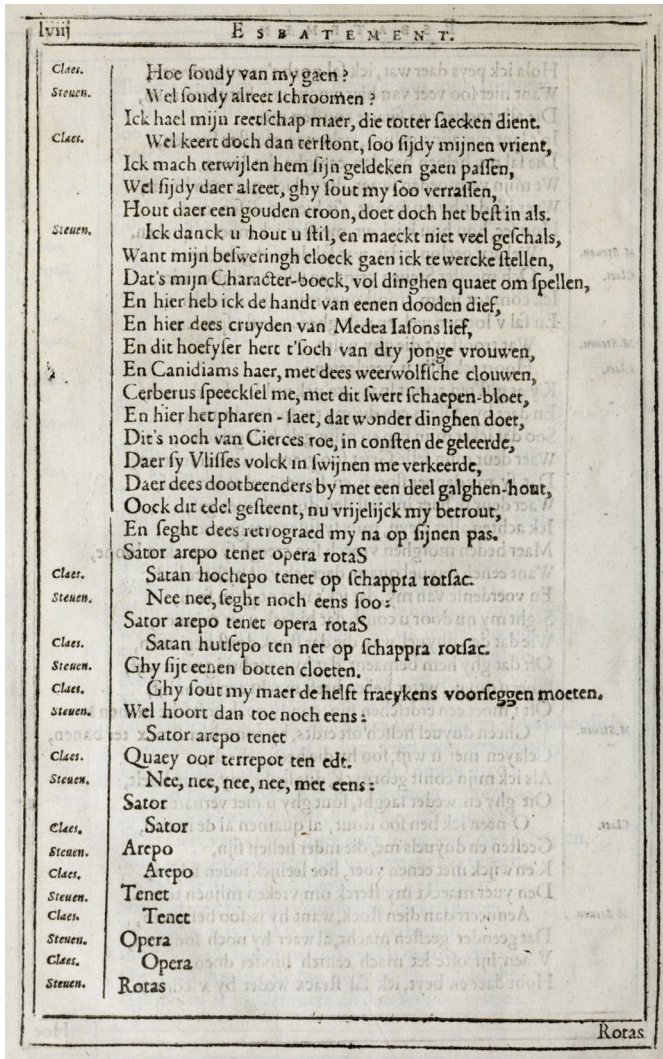 lviij
ESBATEMENT.
Claes. Hoe soudy van my gaen?
Steuen. Wel soudy alreet schroomen?
Ick hael mijn reetschap maer, die totter saecken dient.
Claes. Wel keert doch dan terstont, soo sijdy mijnen vrient,
Ick mach terwijlen hem sijn geldeken gaen passen,
Wel sijdy daer alreet, ghy sout my soo verrassen,
Hout daer een gouden croon, doet doch het best in als.
Steuen. Ick danck u hout u stil, en maeckt niet veel geschals,
Want mijn besweringh cloeck gaen ick te wercke stellen,
Dat's mijn Character-boeck, vol dinghen quaet om spellen,
En hier heb ick de handt van eenen dooden dief,
En hier dees cruyden van Medea Iasons lief,
En dit hoefyser hert t'soch van dry jonge vrouwen,
En Canidiams haer, met dees weerwolfsche clouwen,
Cerberus speecksel me, met dit swert schaepen-bloet,
En hier het pharen-saet, dat wonder dinghen doet,
Dit's noch van Cierces roe, in consten de geleerde,
Daer sy Vlisses volck in swijnen me verkeerde,
Daer dees dootbeenders by met een deel galghen-hout,
Oock dit edel gesteent, nu vrijelijck my betrout,
En seght dees retrograed my na op sijnen pas.
Sator arepo tenet opera rotaS
Claes. Satan hochepo tenet op schappra rotsac.
Steuen. Nee nee, seght noch eens soo:
Sator arepo tenet opera rotaS
Claes. Satan hutsepo ten net op schappra rotsac.
Steuen. Ghy sijt eenen botten cloeten.
Claes. Ghy sout my maer de helft fraeykens voorseggen moeten.
Steuen. Wel hoort dan toe noch eens:
Sator arepo tenet
Claes. Quaey oor terrepot ten edt.
Steuen. Nee, nee, nee, nee, met eens:
Sator
Claes. Sator
Steuen. Arepo
Claes. Arepo
Steuen. Tenet
Claes. Tenet
Steuen. Opera
Claes. Opera
Steuen. Rotas
Rotas